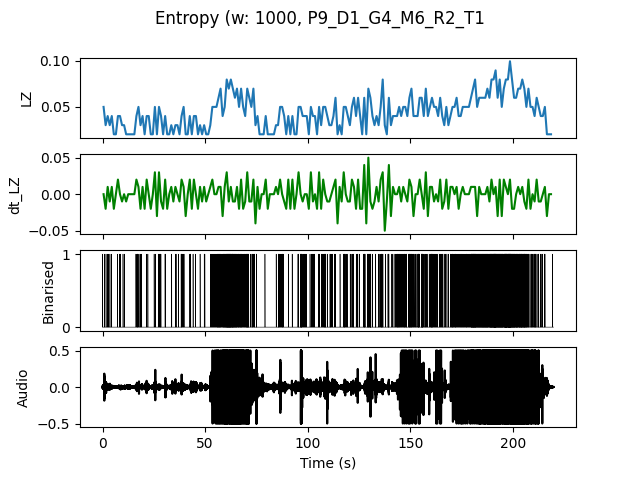 Entropy (w: 1000, P9_D1_G4_M6_R2_T1
0.10
0.05
LZ
0.05
0.00
−0.05
dt_LZ
1
0
Binarised
0.5
0.0
−0.5
Audio
0 50 100 150 200
Time (s)